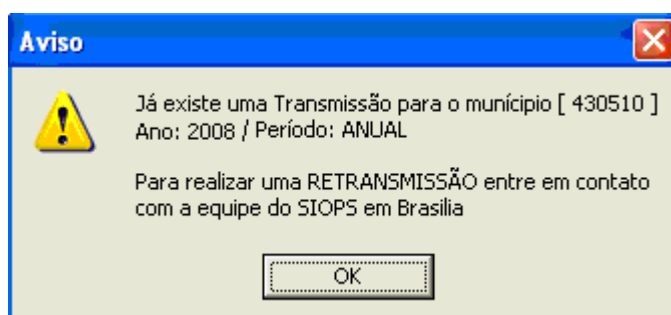 Aviso
Já existe uma Transmissão para o munícipio [ 430510 ]
Ano: 2008 / Período: ANUAL
Para realizar uma RETRANSMISSÃO entre em contato
com a equipe do SIOPS em Brasilia
OK